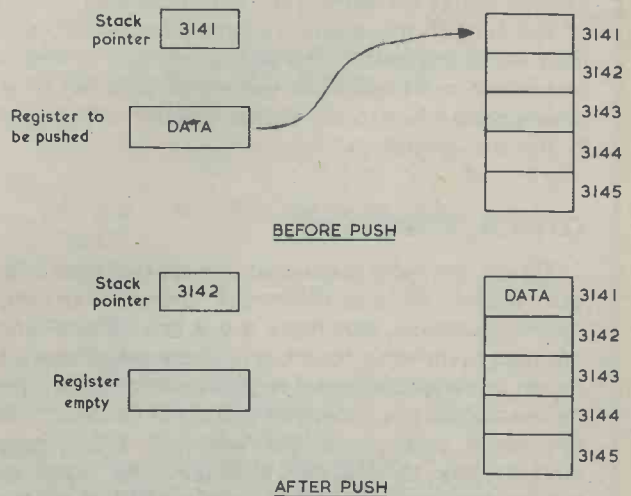 Stack
pointer
3141
Register to
be pushed
DATA
3141
3142
3143
3144
3145
BEFORE PUSH
Stack
pointer
3142
Register
empty
DATA
3141
3142
3143
3144
3145
AFTER PUSH